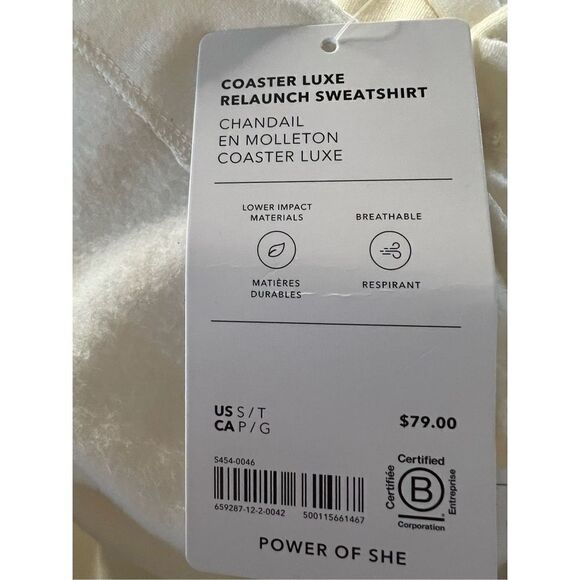 COASTER LUXE
RELAUNCH SWEATSHIRT
CHANDAIL
EN MOLLETON
COASTER LUXE
LOWER IMPACT
MATERIALS
BREATHABLE
MATIÈRES
DURABLES
RESPIRANT
US S / T
CA P / G
$79.00
S454-0046
659287-12-2-0042
500115661467
Certified
Certifiée
B
Entreprise
Corporation
POWER OF SHE